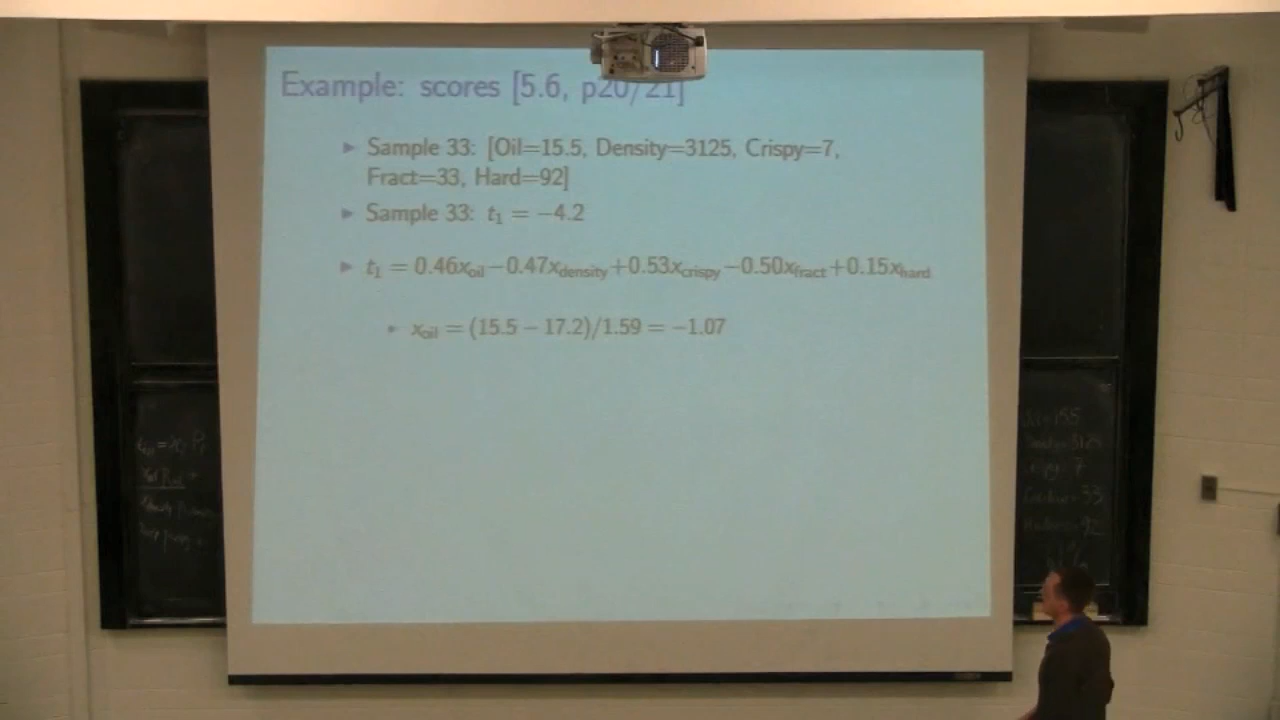 Example: scores [5.6, p20/21]
▶ Sample 33: [Oil=15.5, Density=3125, Crispy=7,
Fract=33, Hard=92]
▶ Sample 33: t₁ = −4.2
▶ t₁ = 0.46x_oil −0.47x_density +0.53x_crispy −0.50x_fract +0.15x_hard
• x_oil = (15.5 − 17.2)/1.59 = −1.07